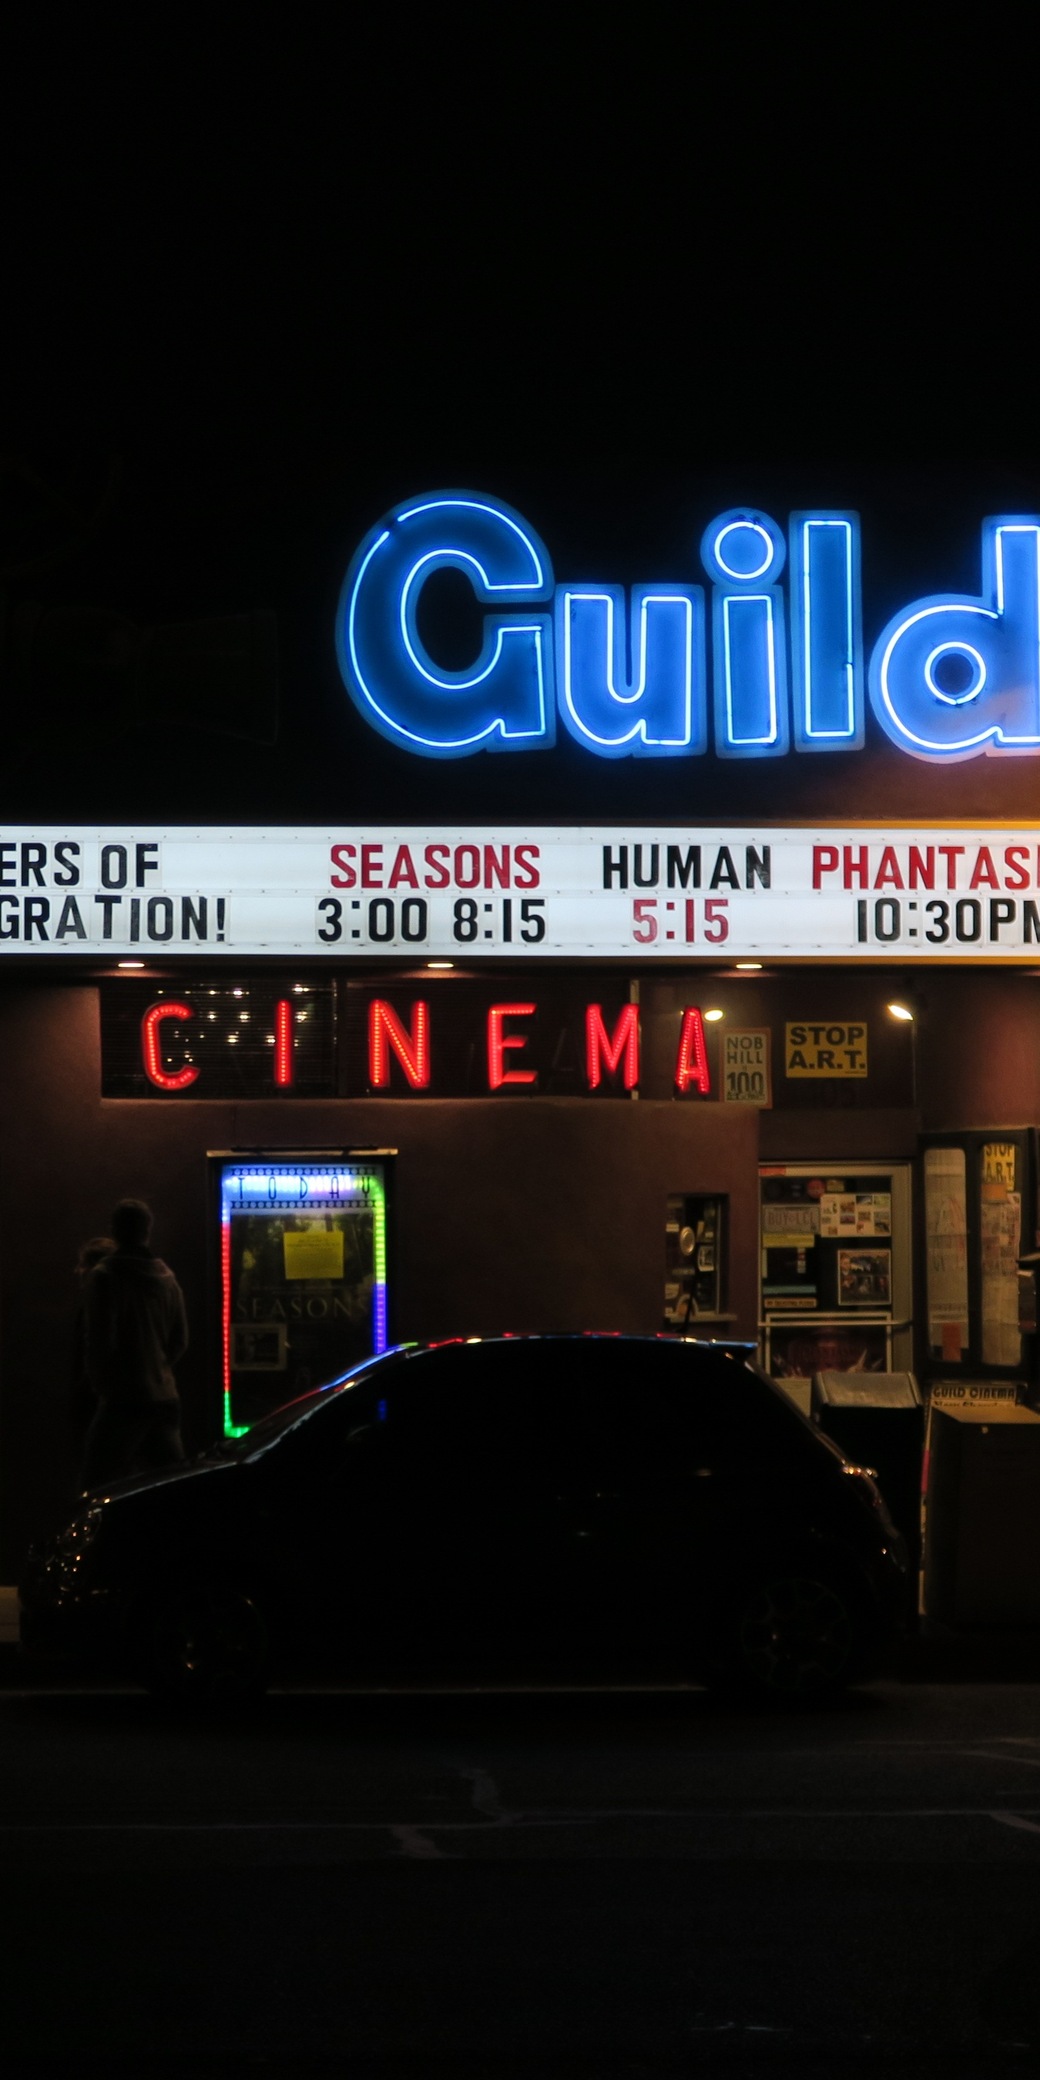 Guild
ERS OF SEASONS HUMAN PHANTAS
GRATION! 3:00 8:15 5:15 10:30PM
CINEMA
NOB
HILL
100
STOP
A.R.T.
TODAY
SEASONS
STOP
A.R.T.
GUILD CINEMA